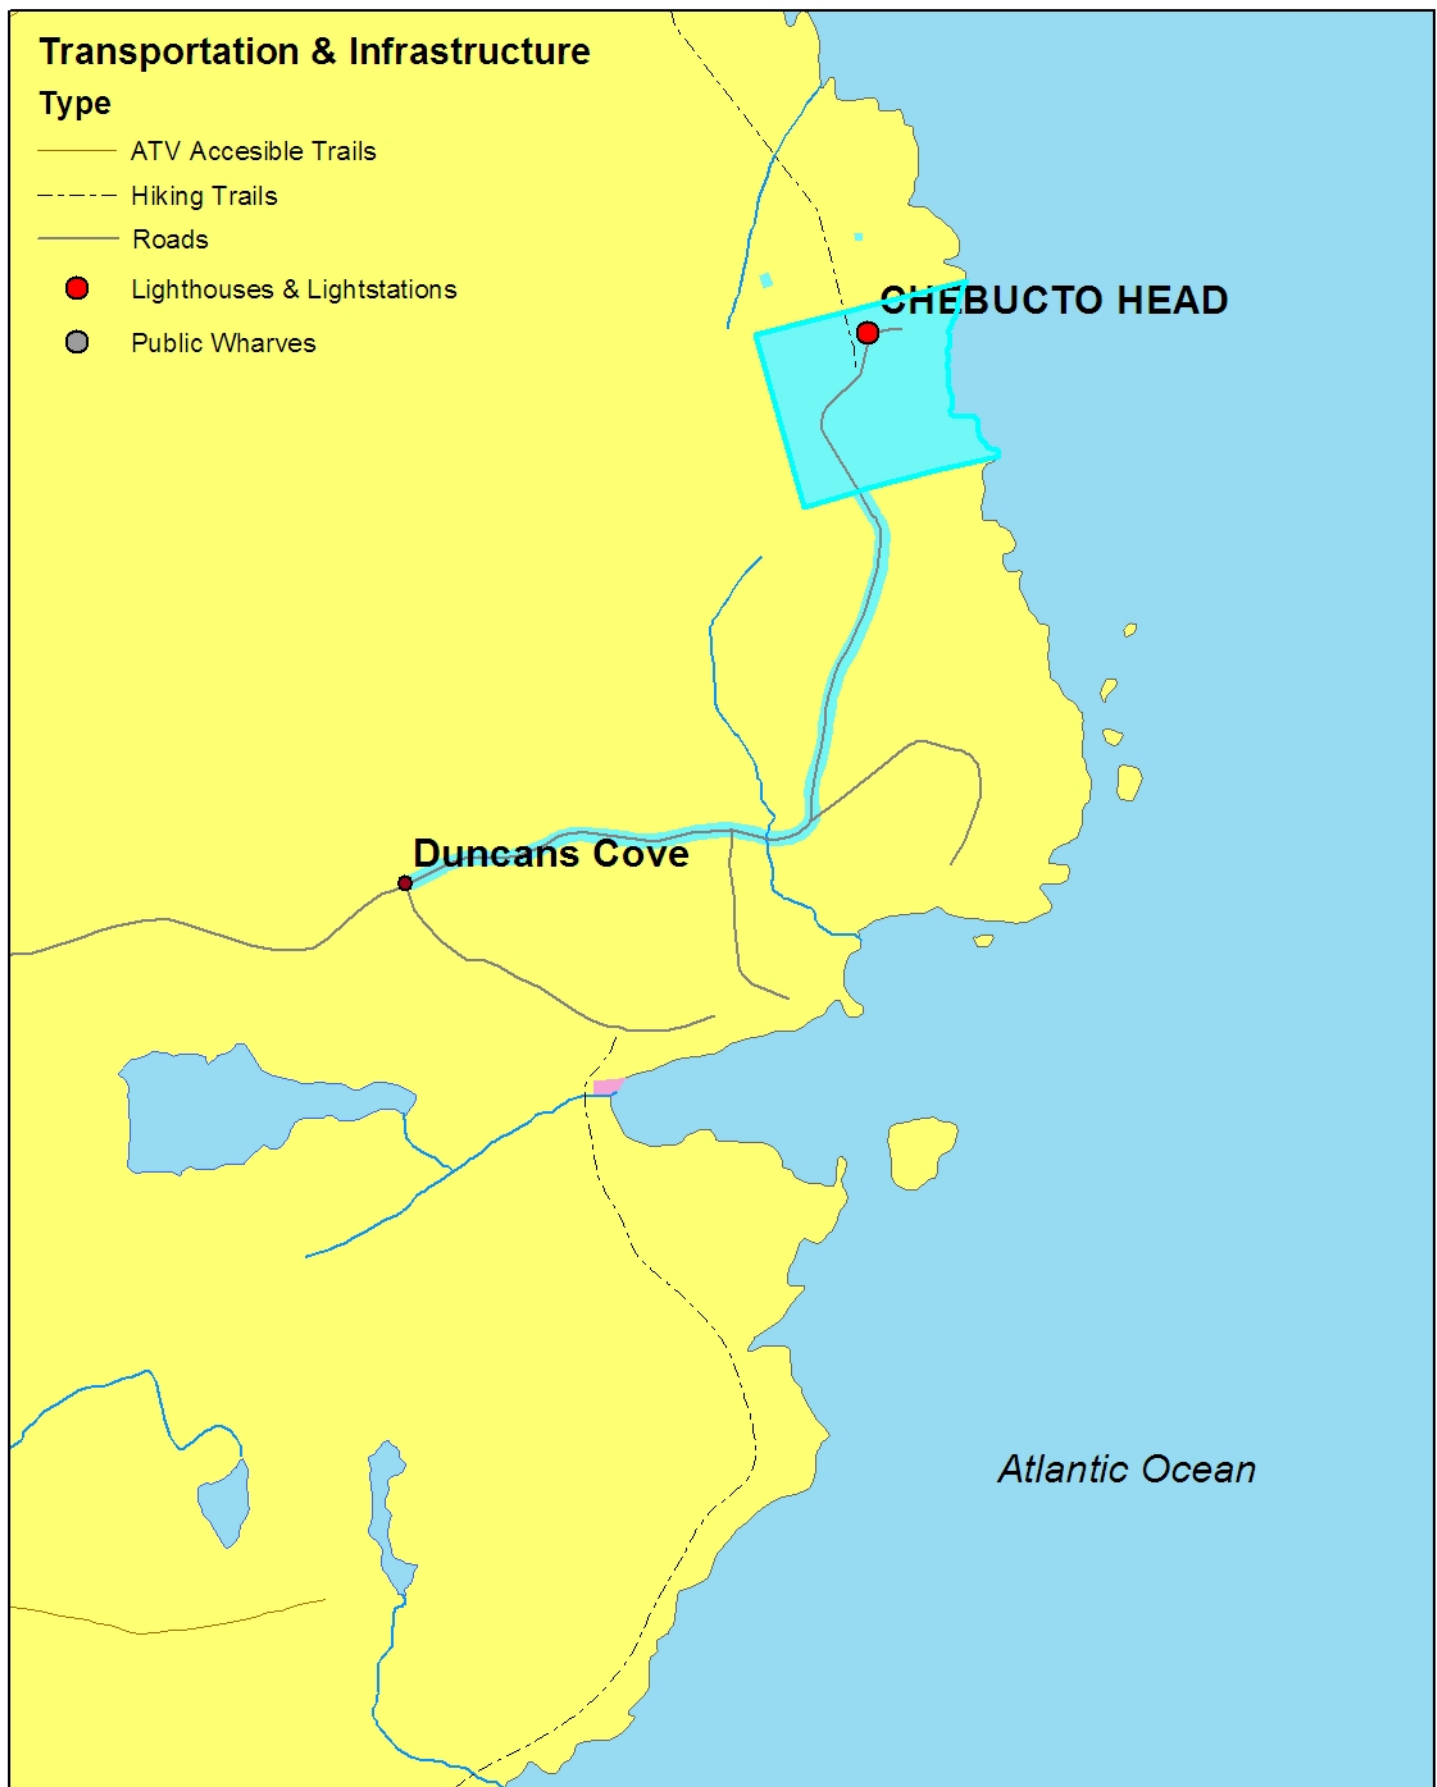 Transportation & Infrastructure
Type
ATV Accesible Trails
Hiking Trails
Roads
Lighthouses & Lightstations
Public Wharves
CHEBUCTO HEAD
Duncans Cove
Atlantic Ocean